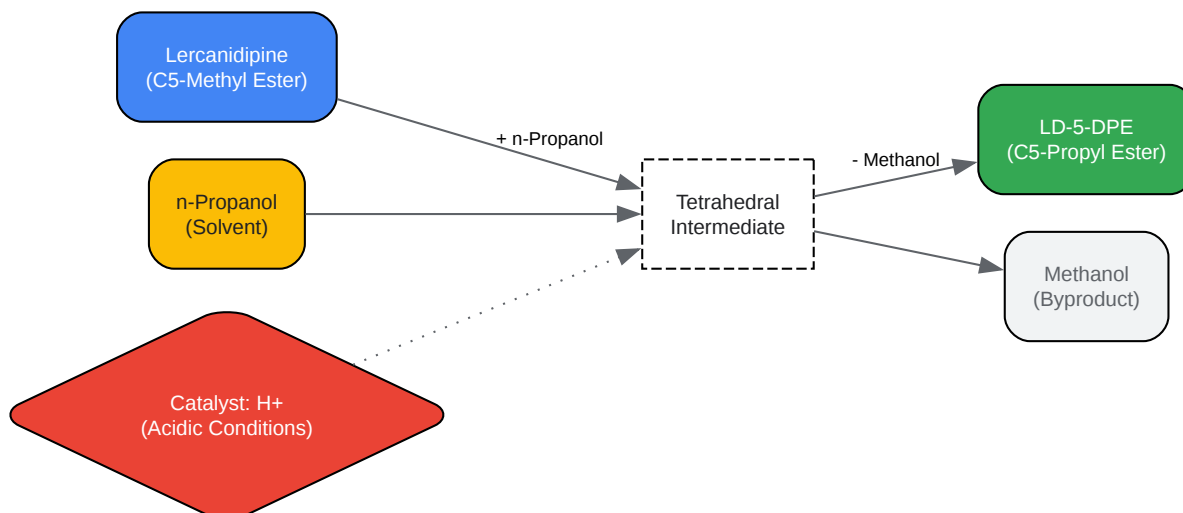 Lercanidipine
(C5-Methyl Ester)
+ n-Propanol
n-Propanol
(Solvent)
Catalyst: H+
(Acidic Conditions)
Tetrahedral
Intermediate
- Methanol
LD-5-DPE
(C5-Propyl Ester)
Methanol
(Byproduct)